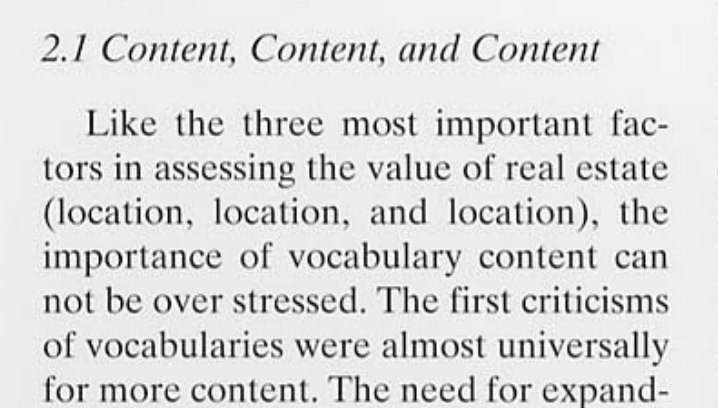 2.1 Content, Content, and Content
Like the three most important fac-
tors in assessing the value of real estate
(location, location, and location), the
importance of vocabulary content can
not be over stressed. The first criticisms
of vocabularies were almost universally
for more content. The need for expand-